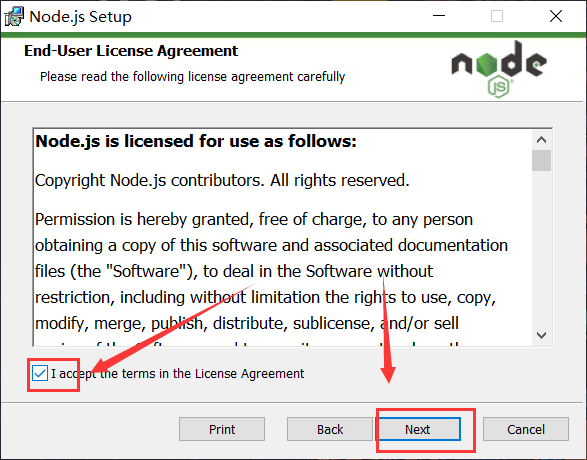 Node.js Setup
End-User License Agreement
Please read the following license agreement carefully
node
JS
Node.js is licensed for use as follows:
Copyright Node.js contributors. All rights reserved.
Permission is hereby granted, free of charge, to any person
obtaining a copy of this software and associated documentation
files (the "Software"), to deal in the Software without
restriction, including without limitation the rights to use, copy,
modify, merge, publish, distribute, sublicense, and/or sell
I accept the terms in the License Agreement
Print
Back
Next
Cancel